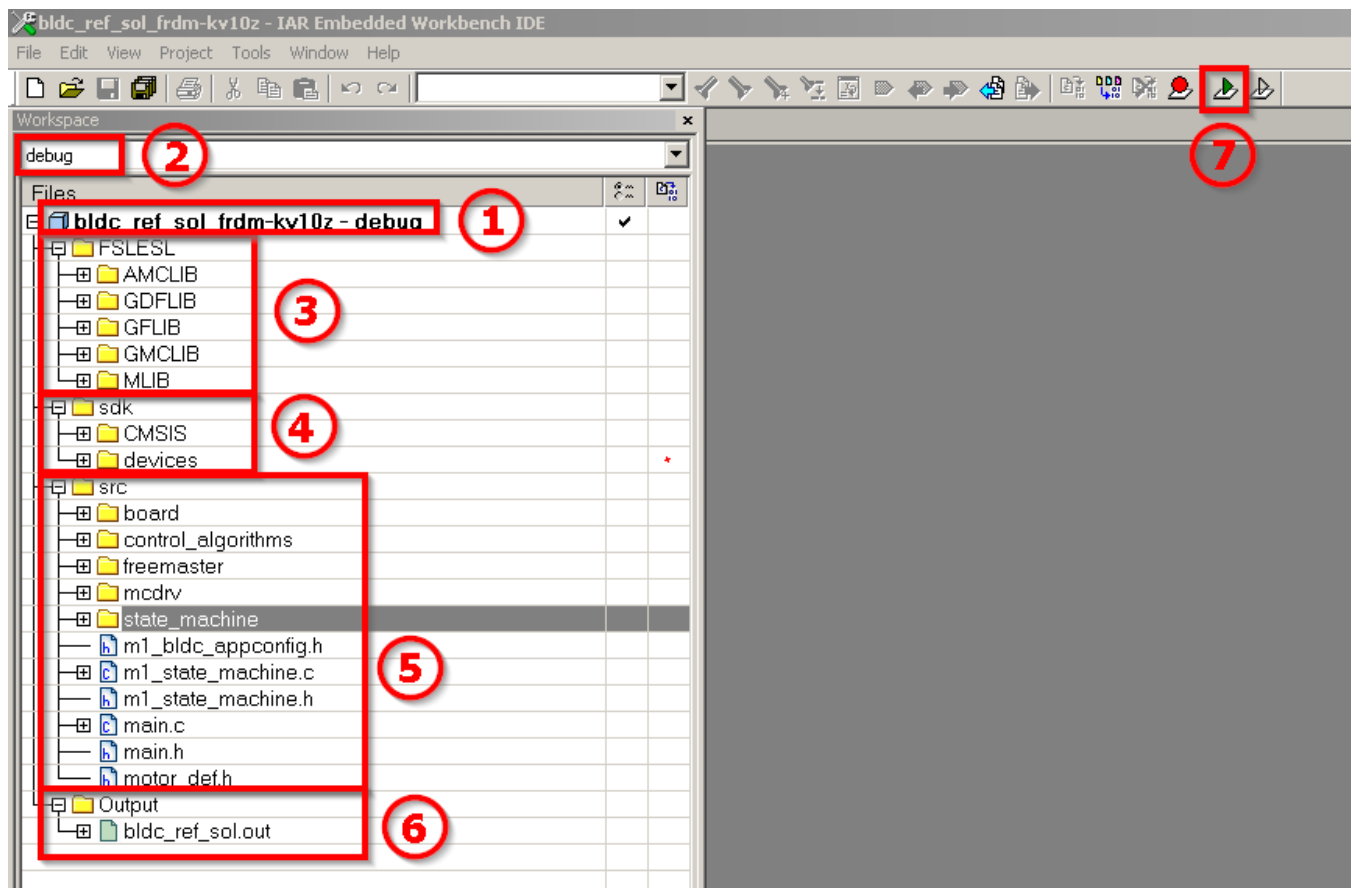 bldc_ref_sol_frdm-kv10z - IAR Embedded Workbench IDE
File Edit View Project Tools Window Help
Workspace
debug
2
7
Files
bldc_ref_sol_frdm-kv10z - debug
1
FSLESL
AMCLIB
GDFLIB
3
GFLIB
GMCLIB
MLIB
sdk
4
CMSIS
devices
src
board
control_algorithms
freemaster
mcdrv
state_machine
m1_bldc_appconfig.h
5
m1_state_machine.c
m1_state_machine.h
main.c
main.h
motor_def.h
Output
6
bldc_ref_sol.out